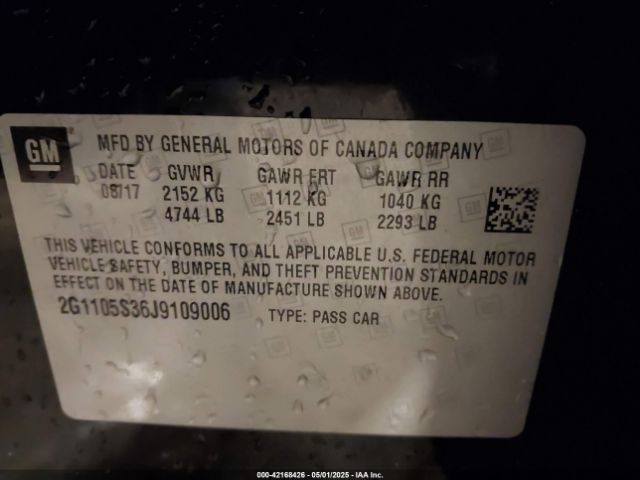 GM
MFD BY GENERAL MOTORS OF CANADA COMPANY
DATE GVWR GAWR FRT GAWR RR
08/17 2152 KG 1112 KG 1040 KG
4744 LB 2451 LB 2293 LB
THIS VEHICLE CONFORMS TO ALL APPLICABLE U.S. FEDERAL MOTOR
VEHICLE SAFETY, BUMPER, AND THEFT PREVENTION STANDARDS IN
EFFECT ON THE DATE OF MANUFACTURE SHOWN ABOVE.
2G1105S36J9109006 TYPE: PASS CAR
000-42168426 - 05/01/2025 - IAA Inc.